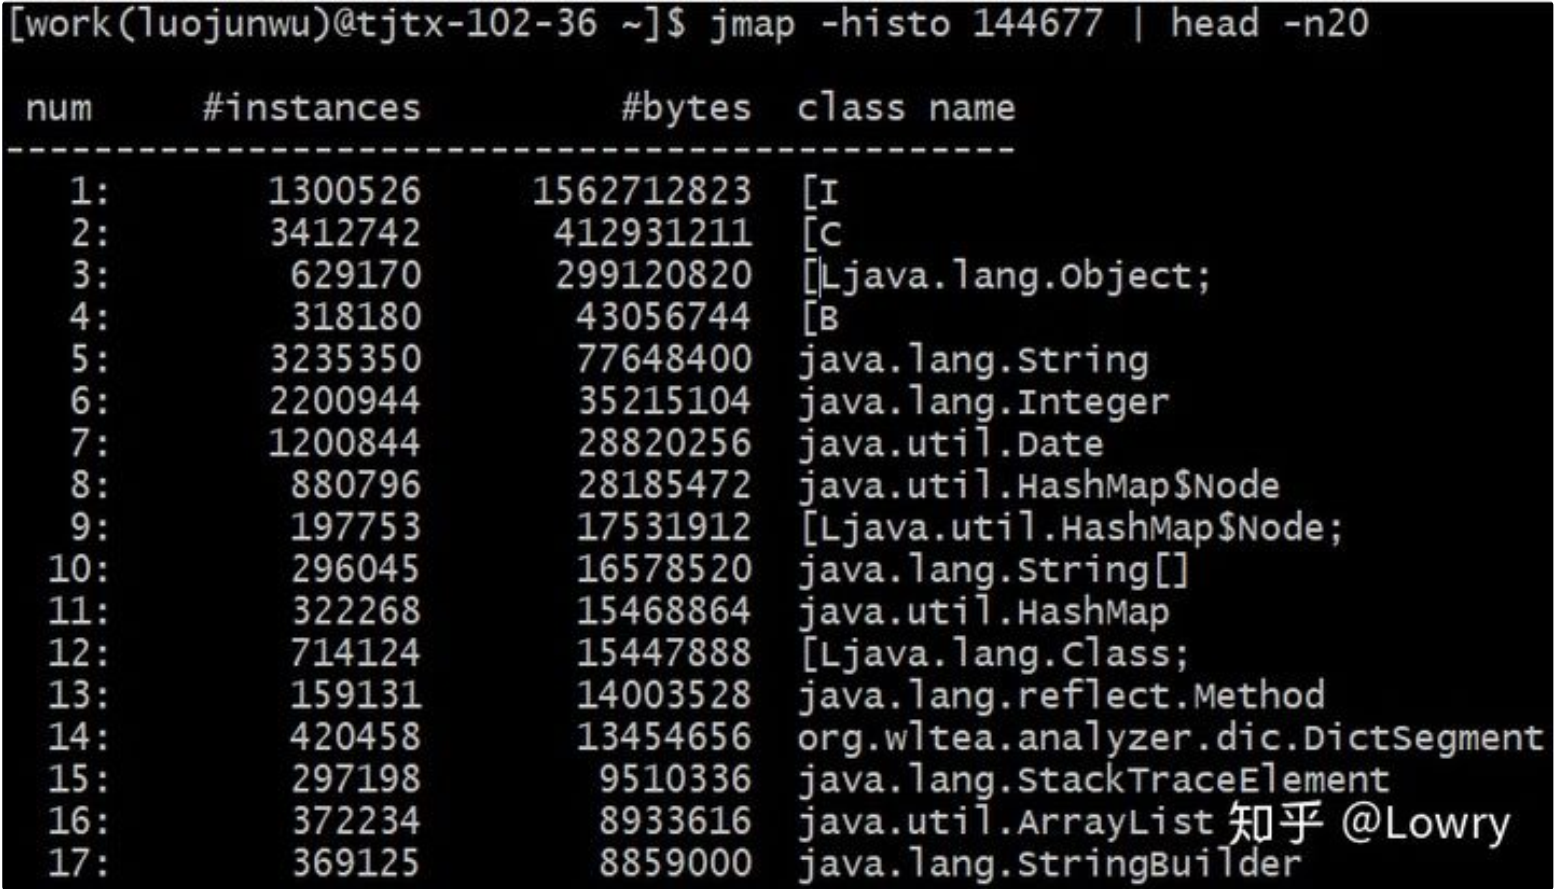 [work(luojunwu)@tjtx-102-36 ~]$ jmap -histo 144677 | head -n20
num #instances #bytes class name
----------------------------------------------
1: 1300526 1562712823 [I
2: 3412742 412931211 [C
3: 629170 299120820 [Ljava.lang.Object;
4: 318180 43056744 [B
5: 3235350 77648400 java.lang.String
6: 2200944 35215104 java.lang.Integer
7: 1200844 28820256 java.util.Date
8: 880796 28185472 java.util.HashMap$Node
9: 197753 17531912 [Ljava.util.HashMap$Node;
10: 296045 16578520 java.lang.String[]
11: 322268 15468864 java.util.HashMap
12: 714124 15447888 [Ljava.lang.Class;
13: 159131 14003528 java.lang.reflect.Method
14: 420458 13454656 org.wltea.analyzer.dic.DictSegment
15: 297198 9510336 java.lang.StackTraceElement
16: 372234 8933616 java.util.ArrayList
知乎 @Lowry
17: 369125 8859000 java.lang.StringBuilder